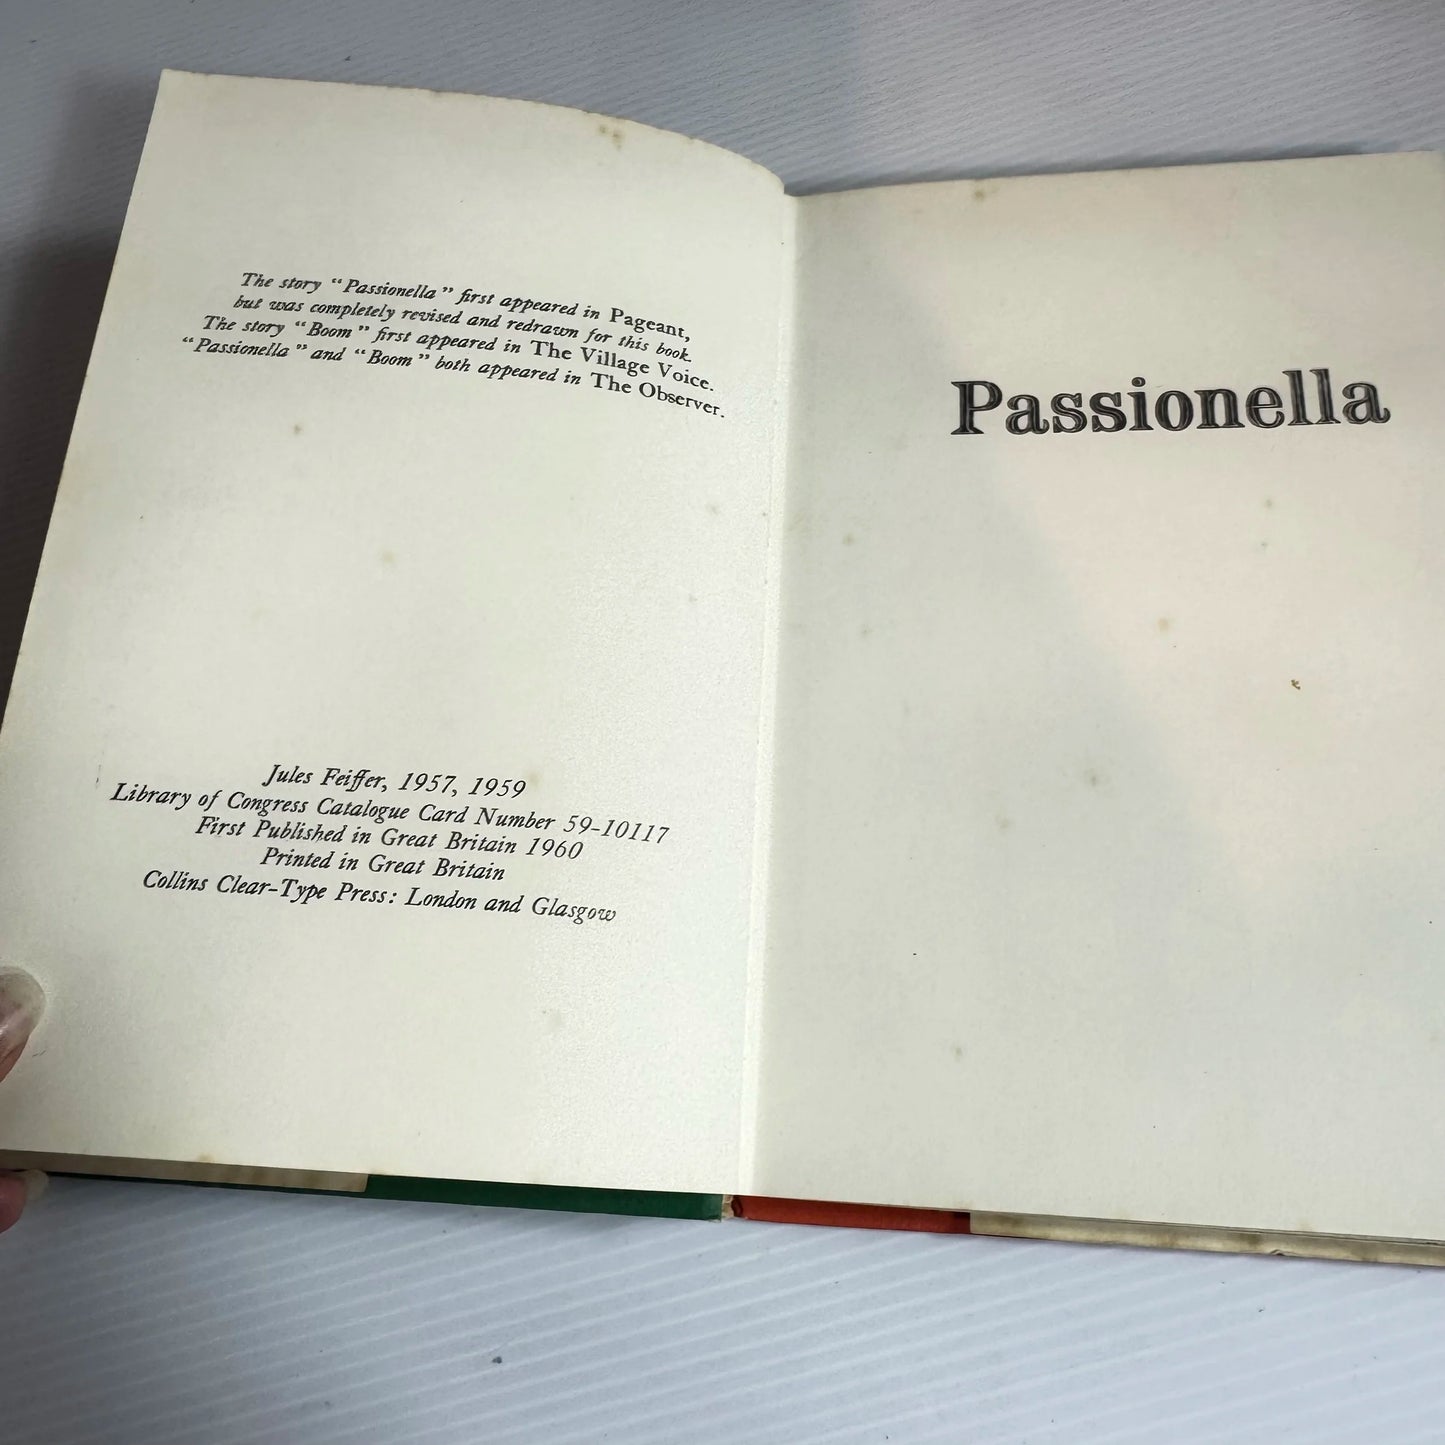 The story “Passionella” first appeared in Pageant,
but was completely revised and redrawn for this book.
The story “Boom” first appeared in The Village Voice.
“Passionella” and “Boom” both appeared in The Observer.
Jules Feiffer, 1957, 1959
Library of Congress Catalogue Card Number 59-10117
First Published in Great Britain 1960
Printed in Great Britain
Collins Clear-Type Press: London and Glasgow
Passionella